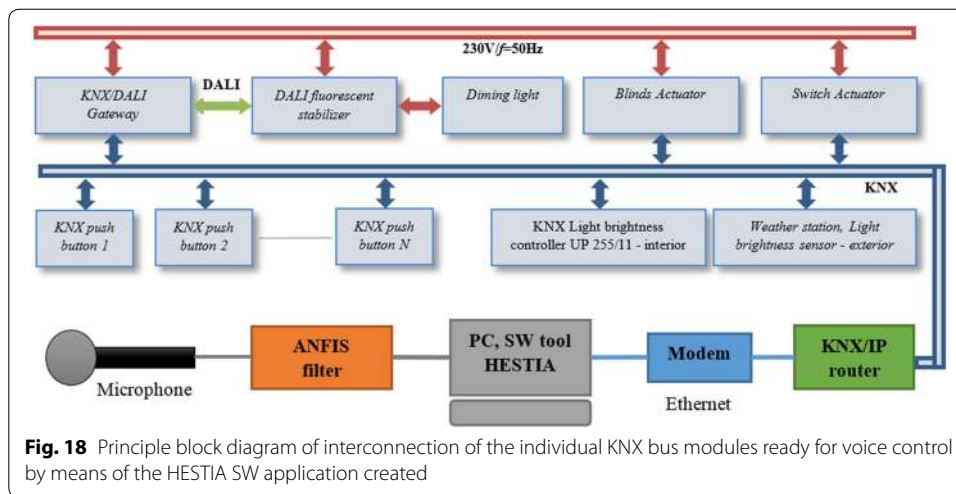 230V/f=50Hz
KNX/DALI
Gateway
DALI
DALI fluorescent
stabilizer
Diming light
Blinds Actuator
Switch Actuator
KNX
KNX push
button 1
KNX push
button 2
KNX push
button N
KNX Light brightness
controller UP 255/11 - interior
Weather station, Light
brightness sensor - exterior
Microphone
ANFIS
filter
PC, SW tool
HESTIA
Modem
Ethernet
KNX/IP
router
Fig. 18 Principle block diagram of interconnection of the individual KNX bus modules ready for voice control
by means of the HESTIA SW application created